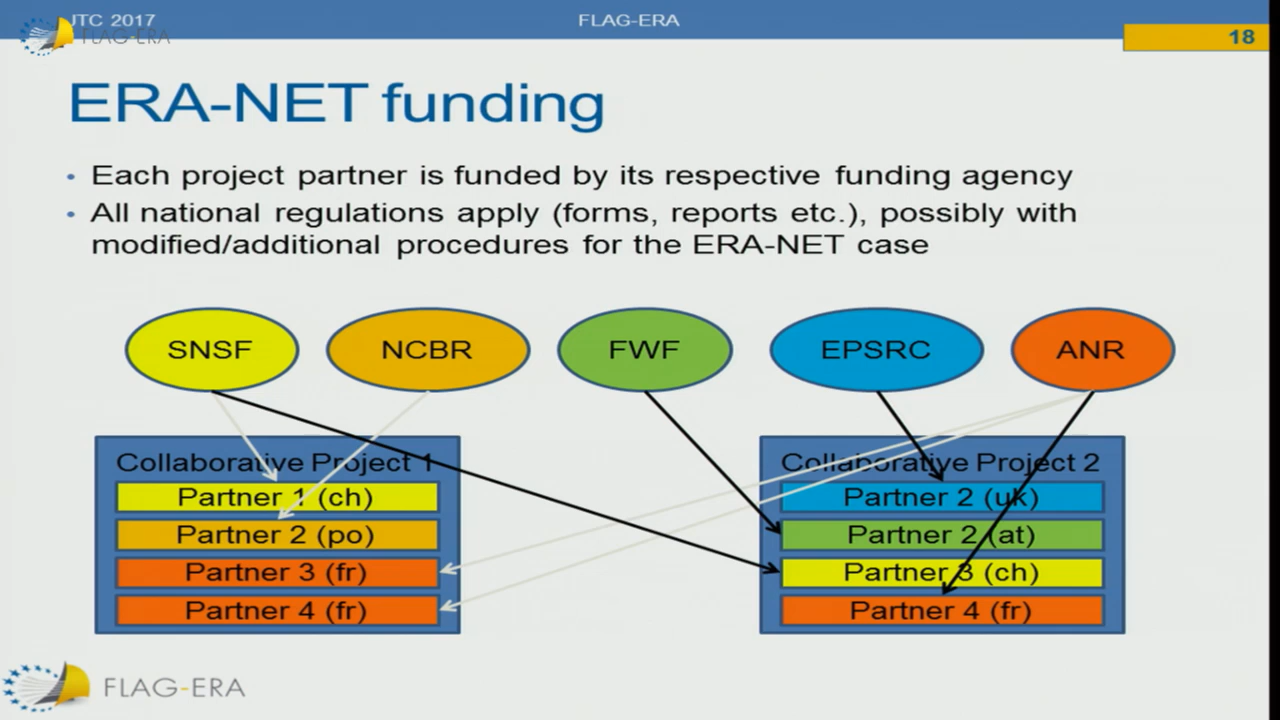 JTC 2017
FLAG-ERA
FLAG-ERA
18
ERA-NET funding
• Each project partner is funded by its respective funding agency
• All national regulations apply (forms, reports etc.), possibly with
modified/additional procedures for the ERA-NET case
SNSF
NCBR
FWF
EPSRC
ANR
Collaborative Project 1
Partner 1 (ch)
Partner 2 (po)
Partner 3 (fr)
Partner 4 (fr)
Collaborative Project 2
Partner 2 (uk)
Partner 2 (at)
Partner 3 (ch)
Partner 4 (fr)
FLAG-ERA